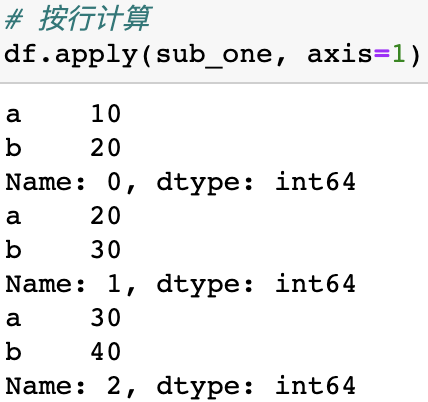 # 按行计算
df.apply(sub_one, axis=1)
a    10
b    20
Name: 0, dtype: int64
a    20
b    30
Name: 1, dtype: int64
a    30
b    40
Name: 2, dtype: int64